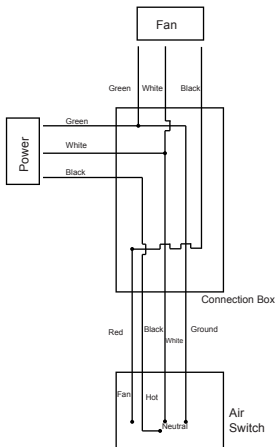 Fan
Green White Black
Power
Green
White
Black
Connection Box
Red Black White Ground
Fan Hot Neutral
Air
Switch